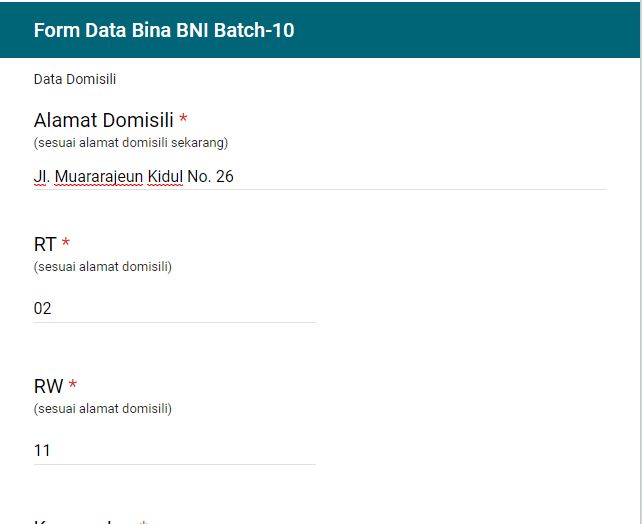 Form Data Bina BNI Batch-10
Data Domisili
Alamat Domisili *
(sesuai alamat domisili sekarang)
Jl. Muararajeun Kidul No. 26
RT *
(sesuai alamat domisili)
02
RW *
(sesuai alamat domisili)
11